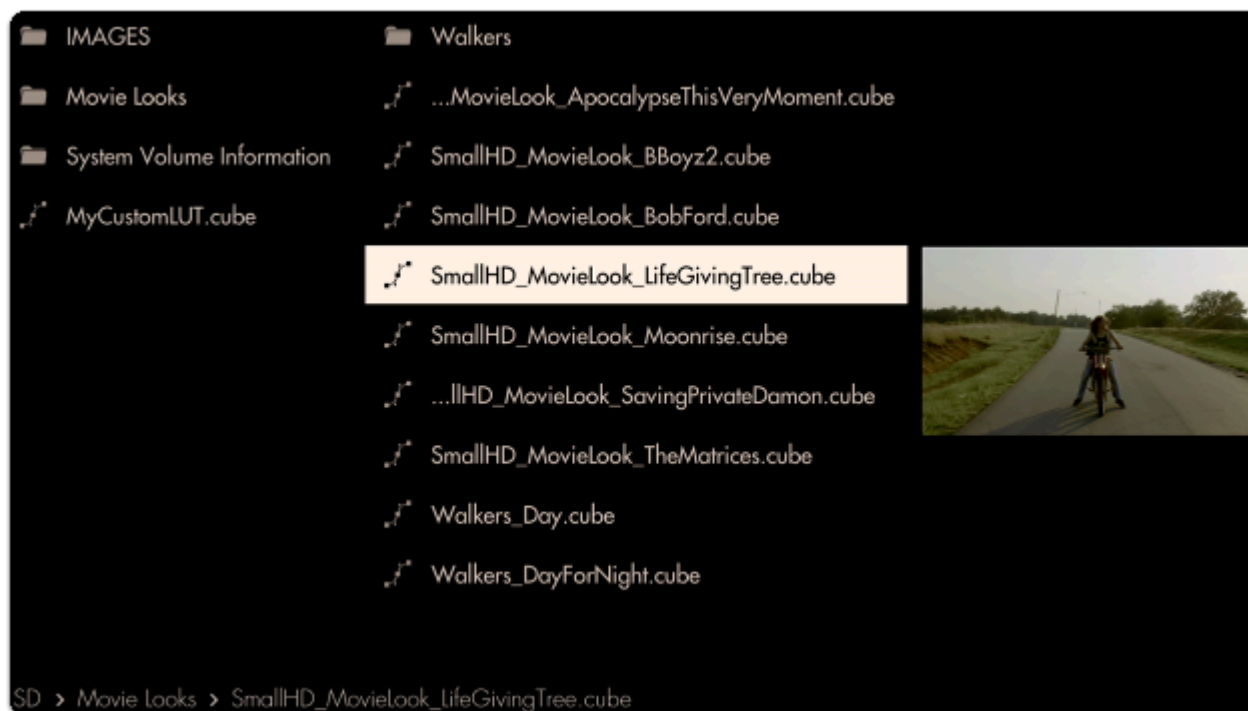 IMAGES
Movie Looks
System Volume Information
MyCustomLUT.cube
Walkers
...MovieLook_ApocalypseThisVeryMoment.cube
SmallHD_MovieLook_BBoyz2.cube
SmallHD_MovieLook_BobFord.cube
SmallHD_MovieLook_LifeGivingTree.cube
SmallHD_MovieLook_Moonrise.cube
...llHD_MovieLook_SavingPrivateDamon.cube
SmallHD_MovieLook_TheMatrices.cube
Walkers_Day.cube
Walkers_DayForNight.cube
SD > Movie Looks > SmallHD_MovieLook_LifeGivingTree.cube